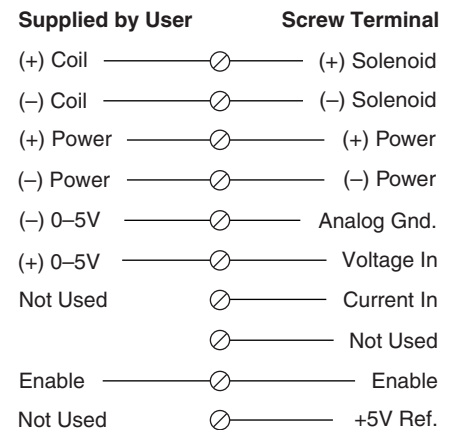 Supplied by User Screw Terminal
(+) Coil (+) Solenoid
(–) Coil (–) Solenoid
(+) Power (+) Power
(–) Power (–) Power
(–) 0–5V Analog Gnd.
(+) 0–5V Voltage In
Not Used Current In
Not Used
Enable Enable
Not Used +5V Ref.